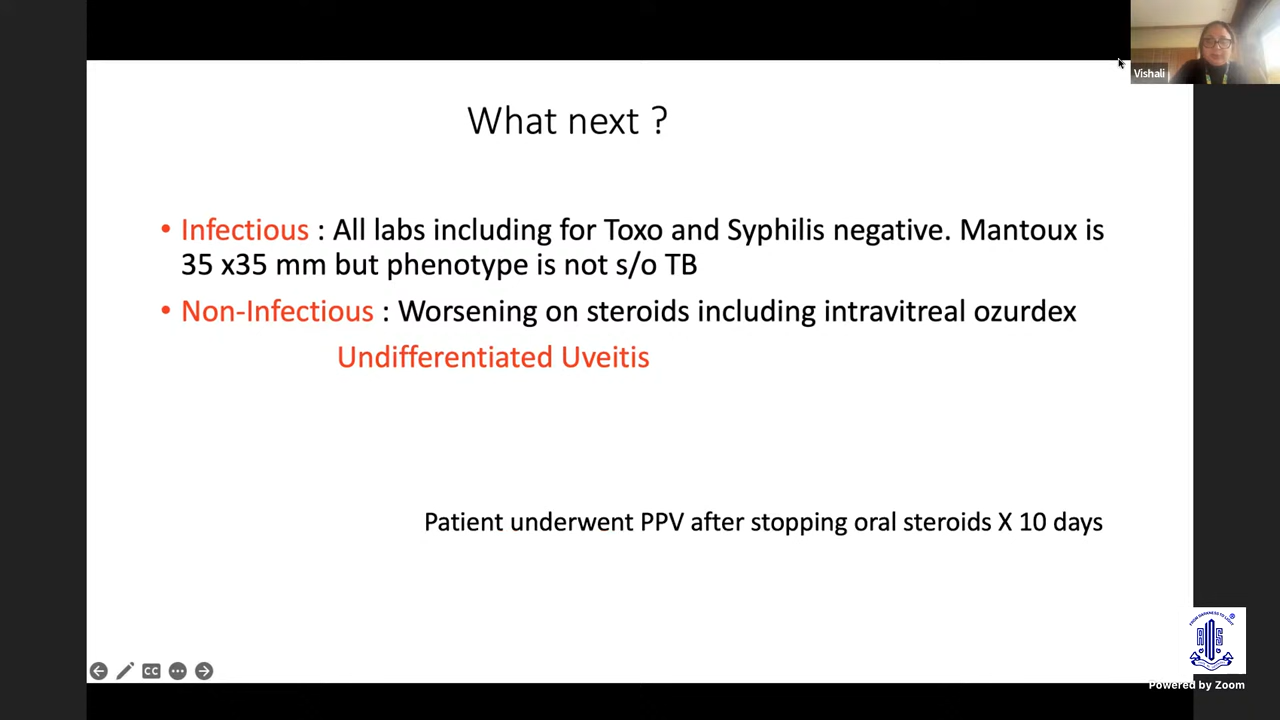 Vishali
What next ?
• Infectious : All labs including for Toxo and Syphilis negative. Mantoux is
35 x35 mm but phenotype is not s/o TB
• Non-Infectious : Worsening on steroids including intravitreal ozurdex
Undifferentiated Uveitis
Patient underwent PPV after stopping oral steroids X 10 days
CC
Powered by Zoom